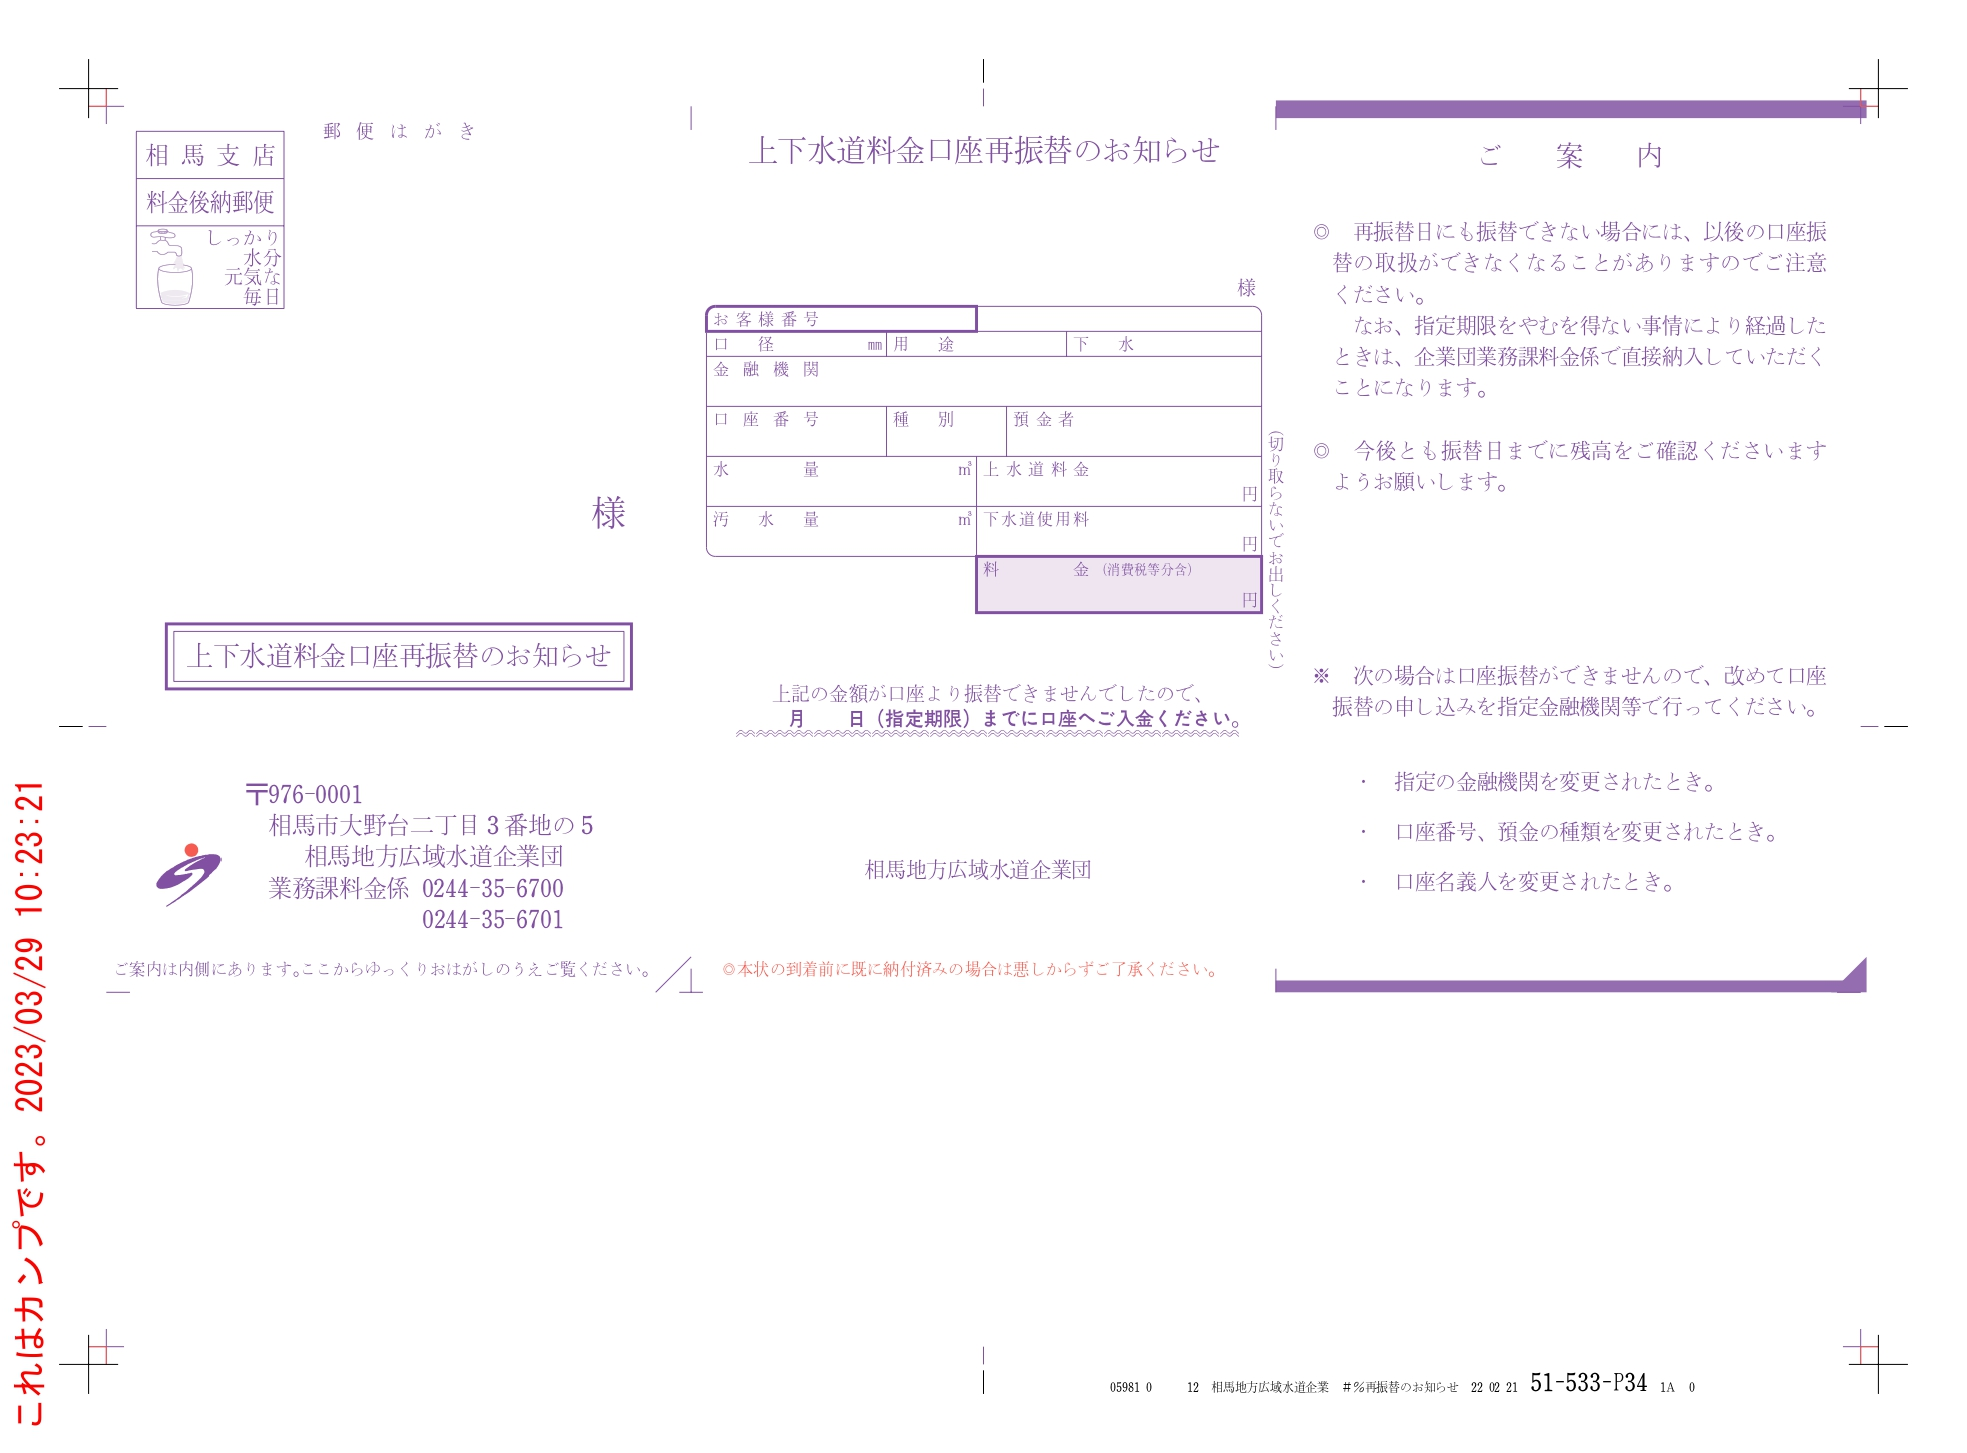 郵便はがき
相馬支店
料金後納郵便
しっかり
水分
元気な
毎日
様
上下水道料金口座再振替のお知らせ
〒976-0001
相馬市大野台二丁目3番地の5
相馬地方広域水道企業団
業務課料金係 0244-35-6700
0244-35-6701
ご案内は内側にあります。ここからゆっくりおはがしのうえご覧ください。
上下水道料金口座再振替のお知らせ
様
お客様番号
口径 ㎜ 用途 下水
金融機関
口座番号 種別 預金者
水量 ㎥ 上水道料金 円
汚水量 ㎥ 下水道使用料 円
料金 (消費税等分含) 円
(切り取らないでお出しください)
上記の金額が口座より振替できませんでしたので、
月 日（指定期限）までに口座へご入金ください。
相馬地方広域水道企業団
◎本状の到着前に既に納付済みの場合は悪しからずご了承ください。
ご案内
◎ 再振替日にも振替できない場合には、以後の口座振
替の取扱ができなくなることがありますのでご注意
ください。
なお、指定期限をやむを得ない事情により経過した
ときは、企業団業務課料金係で直接納入していただく
ことになります。
◎ 今後とも振替日までに残高をご確認くださいます
ようお願いします。
※ 次の場合は口座振替ができませんので、改めて口座
振替の申し込みを指定金融機関等で行ってください。
・ 指定の金融機関を変更されたとき。
・ 口座番号、預金の種類を変更されたとき。
・ 口座名義人を変更されたとき。
これはカンプです。2023/03/29 10:23:21
05981 0 12 相馬地方広域水道企業 #%再振替のお知らせ 22 02 21 51-533-P34 1A 0